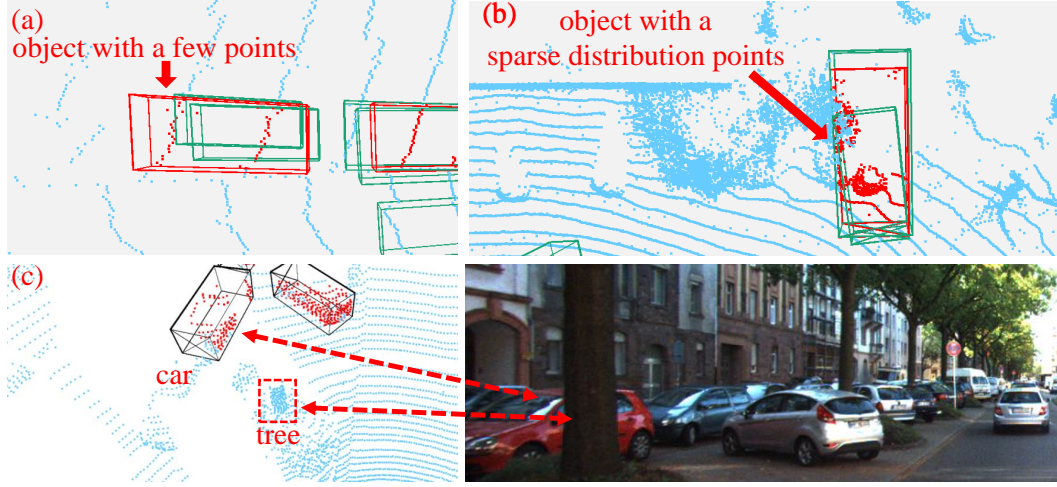 (a)
object with a few points
(b)
object with a
sparse distribution points
(c)
car
tree